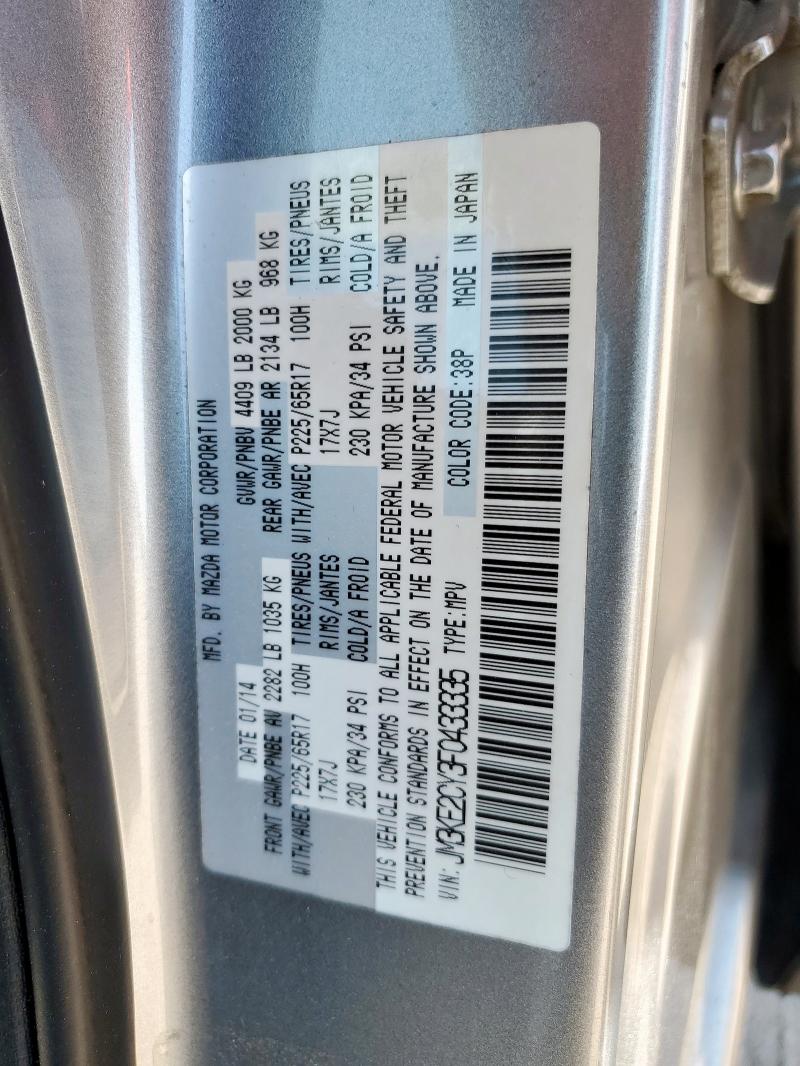 MFD. BY MAZDA MOTOR CORPORATION
DATE 01/14 GVWR/PNBV 4409 LB 2000 KG
FRONT GAWR/PNBE AV 2282 LB 1035 KG REAR GAWR/PNBE AR 2134 LB 968 KG
WITH/AVEC P225/65R17 100H TIRES/PNEUS WITH/AVEC P225/65R17 100H TIRES/PNEUS
17X7J RIMS/JANTES 17X7J RIMS/JANTES
230 KPA/34 PSI COLD/A FROID 230 KPA/34 PSI COLD/A FROID
THIS VEHICLE CONFORMS TO ALL APPLICABLE FEDERAL MOTOR VEHICLE SAFETY AND THEFT
PREVENTION STANDARDS IN EFFECT ON THE DATE OF MANUFACTURE SHOWN ABOVE.
VIN: JM3KE2CY3F0433335 TYPE:MPV COLOR CODE:38P MADE IN JAPAN